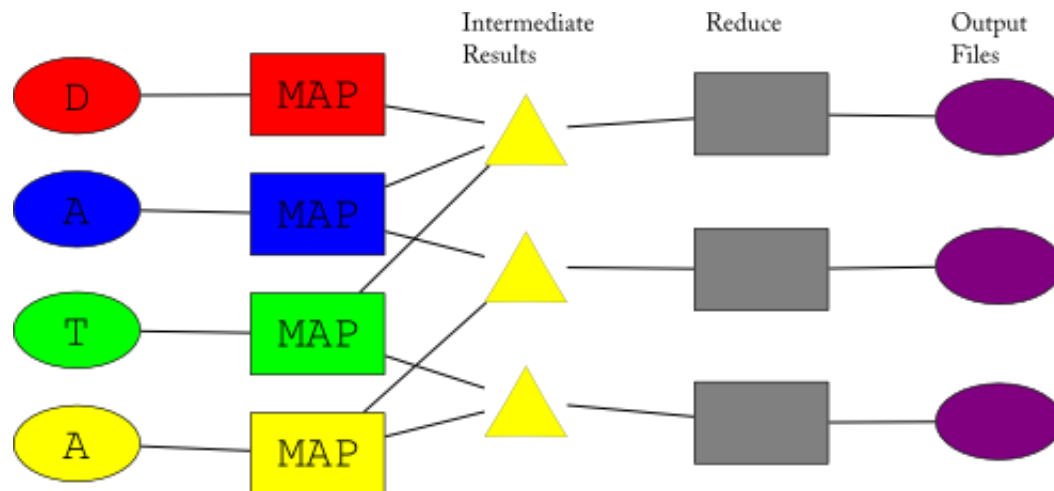 Intermediate
Results
Reduce
Output
Files
D
MAP
A
MAP
T
MAP
A
MAP